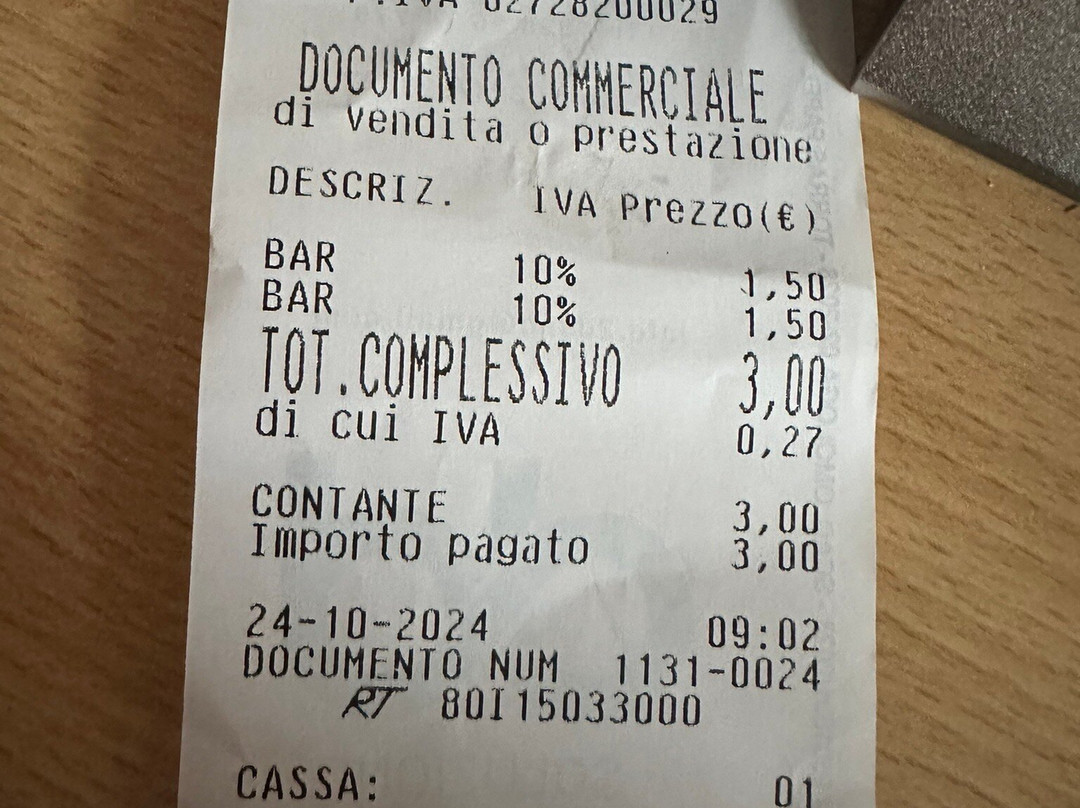 P.IVA 02728200029
DOCUMENTO COMMERCIALE
di vendita o prestazione
DESCRIZ. IVA Prezzo(€)
BAR 10% 1,50
BAR 10% 1,50
TOT.COMPLESSIVO 3,00
di cui IVA 0,27
CONTANTE 3,00
Importo pagato 3,00
24-10-2024 09:02
DOCUMENTO NUM 1131-0024
RT 80I15033000
CASSA: 01